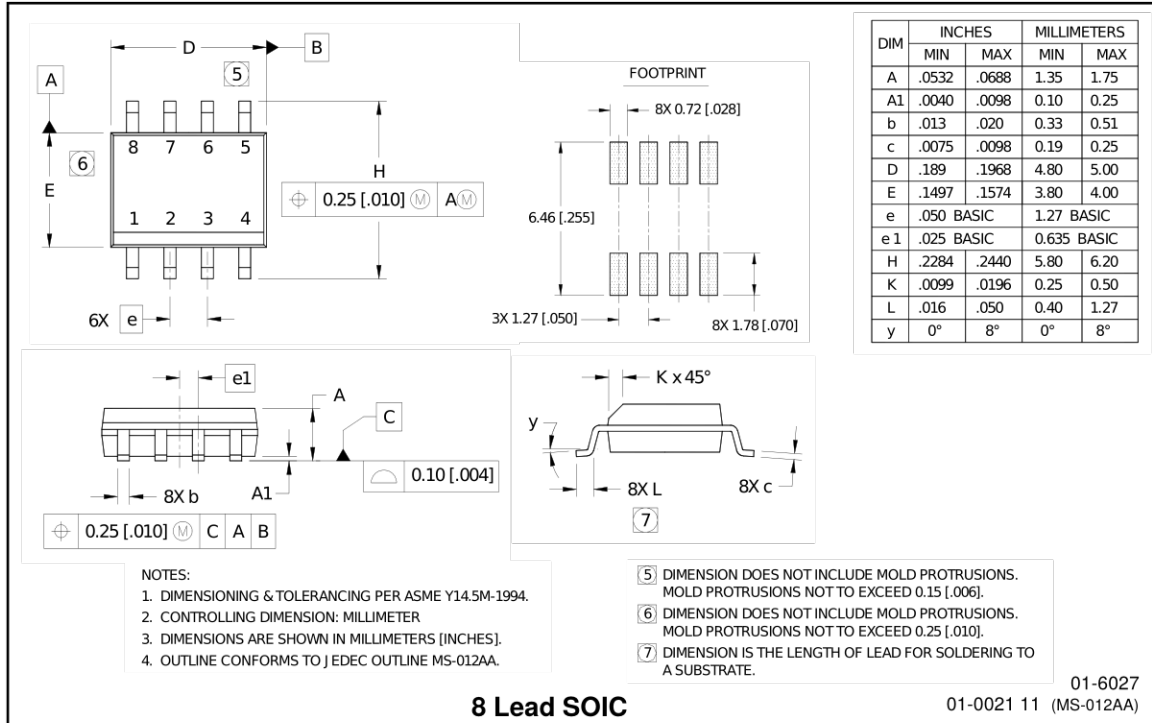 D
B
5
A
8 7 6 5
6
E
H
1 2 3 4
⌖ 0.25 [.010] Ⓜ A Ⓜ
6X e
FOOTPRINT
8X 0.72 [.028]
6.46 [.255]
3X 1.27 [.050]
8X 1.78 [.070]
DIM INCHES MILLIMETERS
MIN MAX MIN MAX
A .0532 .0688 1.35 1.75
A1 .0040 .0098 0.10 0.25
b .013 .020 0.33 0.51
c .0075 .0098 0.19 0.25
D .189 .1968 4.80 5.00
E .1497 .1574 3.80 4.00
e .050 BASIC 1.27 BASIC
e1 .025 BASIC 0.635 BASIC
H .2284 .2440 5.80 6.20
K .0099 .0196 0.25 0.50
L .016 .050 0.40 1.27
y 0° 8° 0° 8°
e1
A
C
0.10 [.004]
A1
8X b
⌖ 0.25 [.010] Ⓜ C A B
K x 45°
y
8X L
8X c
7
NOTES:
1. DIMENSIONING & TOLERANCING PER ASME Y14.5M-1994.
2. CONTROLLING DIMENSION: MILLIMETER
3. DIMENSIONS ARE SHOWN IN MILLIMETERS [INCHES].
4. OUTLINE CONFORMS TO JEDEC OUTLINE MS-012AA.
5 DIMENSION DOES NOT INCLUDE MOLD PROTRUSIONS.
MOLD PROTRUSIONS NOT TO EXCEED 0.15 [.006].
6 DIMENSION DOES NOT INCLUDE MOLD PROTRUSIONS.
MOLD PROTRUSIONS NOT TO EXCEED 0.25 [.010].
7 DIMENSION IS THE LENGTH OF LEAD FOR SOLDERING TO
A SUBSTRATE.
8 Lead SOIC
01-6027
01-0021 11 (MS-012AA)